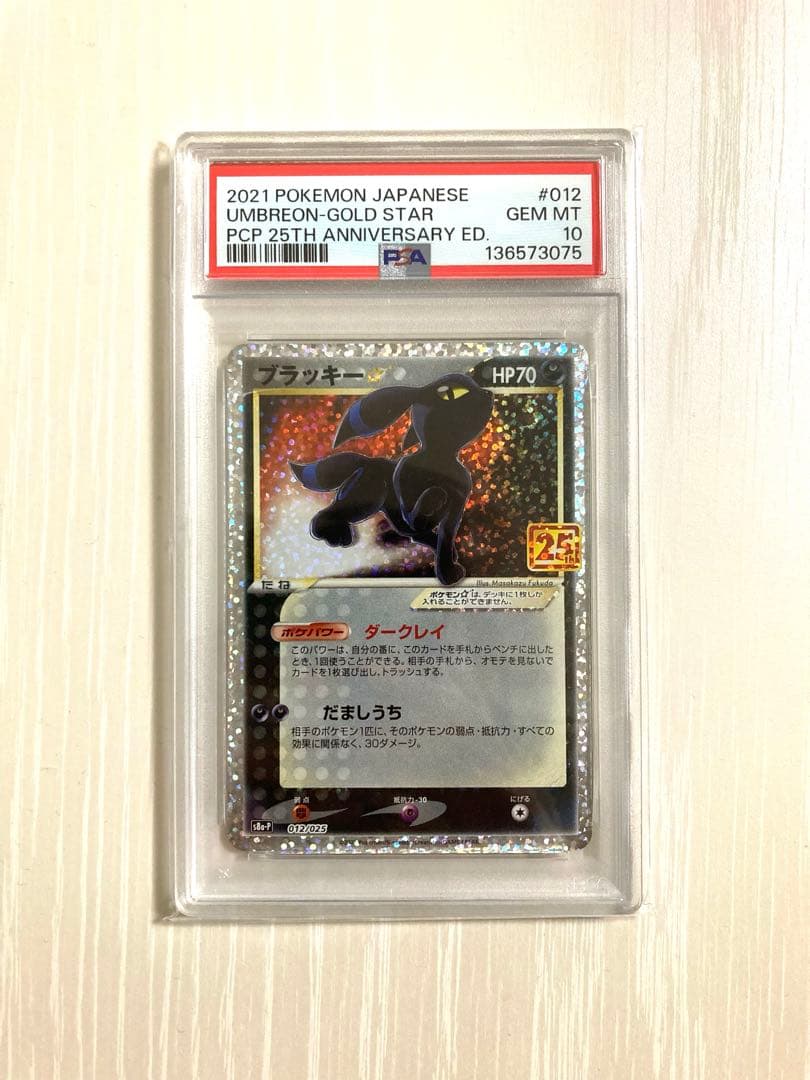 2021 POKEMON JAPANESE #012
UMBREON-GOLD STAR GEM MT
PCP 25TH ANNIVERSARY ED. 10
PSA 136573075
ブラッキー HP70
25th
たね Illus. Masakazu Fukuda
ポケモン☆は、デッキに1枚しか
入れることができません。
ポケパワー ダークレイ
このパワーは、自分の番に、このカードを手札からベンチに出した
とき、1回使うことができる。相手の手札から、オモテを見ないで
カードを1枚選び出し、トラッシュする。
だましうち
相手のポケモン1匹に、そのポケモンの弱点・抵抗力・すべての
効果に関係なく、30ダメージ。
弱点 抵抗力-30 にげる
s8a-P 012/025